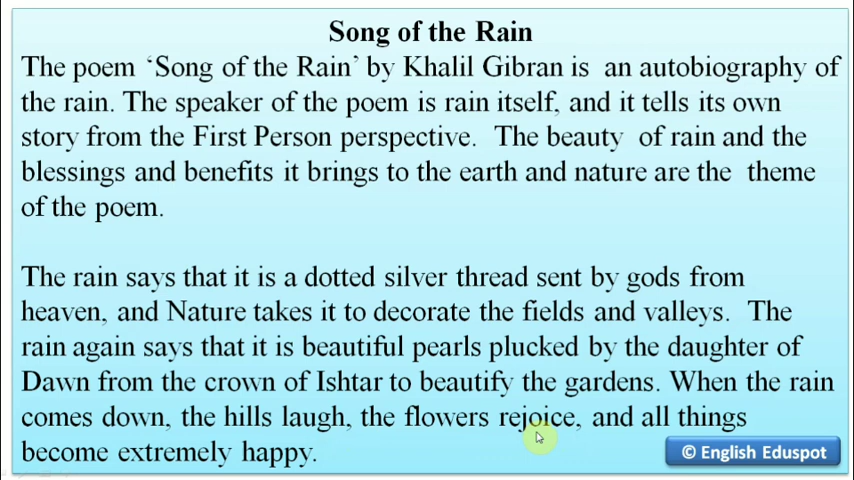 Song of the Rain
The poem ‘Song of the Rain’ by Khalil Gibran is an autobiography of
the rain. The speaker of the poem is rain itself, and it tells its own
story from the First Person perspective. The beauty of rain and the
blessings and benefits it brings to the earth and nature are the theme
of the poem.
The rain says that it is a dotted silver thread sent by gods from
heaven, and Nature takes it to decorate the fields and valleys. The
rain again says that it is beautiful pearls plucked by the daughter of
Dawn from the crown of Ishtar to beautify the gardens. When the rain
comes down, the hills laugh, the flowers rejoice, and all things
become extremely happy.
© English Eduspot